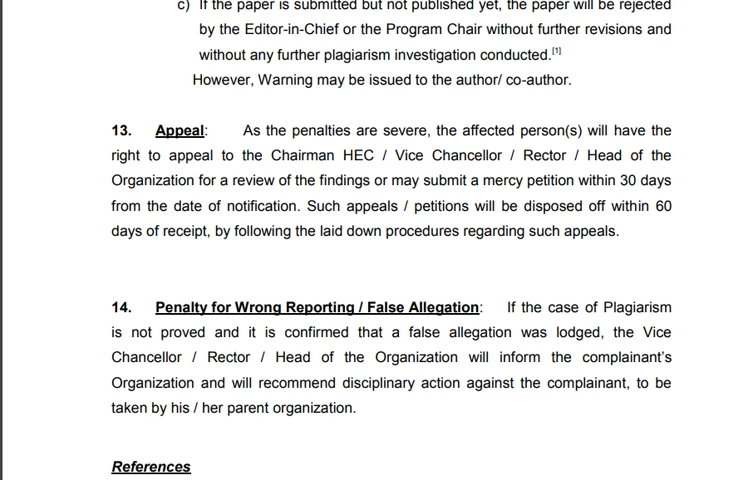 c) If the paper is submitted but not published yet, the paper will be rejected
by the Editor-in-Chief or the Program Chair without further revisions and
without any further plagiarism investigation conducted.[1]
However, Warning may be issued to the author/ co-author.
13. Appeal: As the penalties are severe, the affected person(s) will have the
right to appeal to the Chairman HEC / Vice Chancellor / Rector / Head of the
Organization for a review of the findings or may submit a mercy petition within 30 days
from the date of notification. Such appeals / petitions will be disposed off within 60
days of receipt, by following the laid down procedures regarding such appeals.
14. Penalty for Wrong Reporting / False Allegation: If the case of Plagiarism
is not proved and it is confirmed that a false allegation was lodged, the Vice
Chancellor / Rector / Head of the Organization will inform the complainant's
Organization and will recommend disciplinary action against the complainant, to be
taken by his / her parent organization.
References